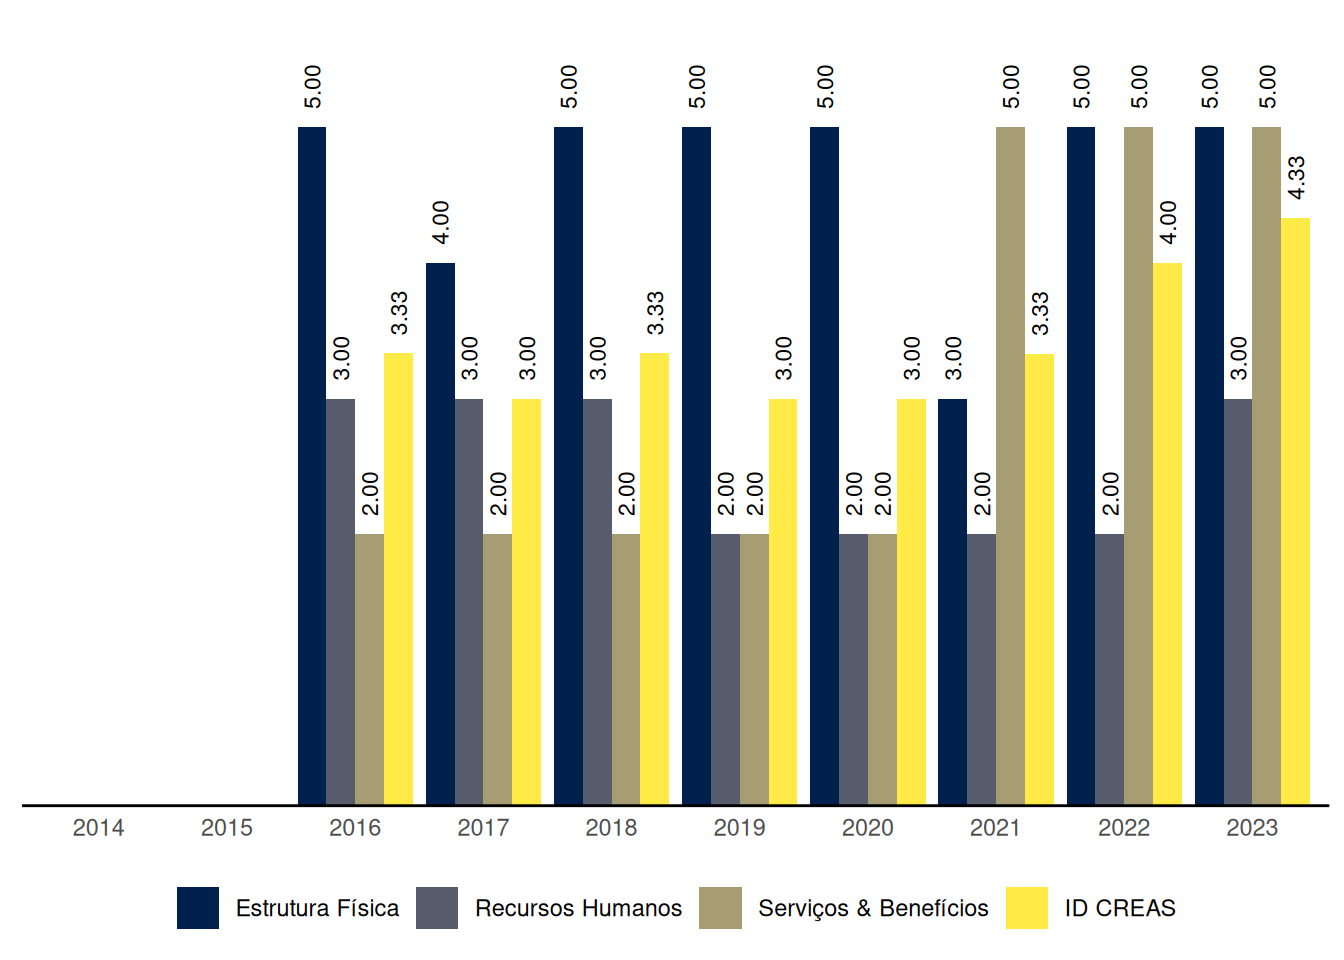 5.00 3.00 2.00 3.33 4.00 3.00 2.00 3.00 5.00 3.00 2.00 3.33 5.00 2.00 2.00 3.00 5.00 2.00 2.00 3.00 3.00 2.00 5.00 3.33 5.00 2.00 5.00 4.00 5.00 3.00 5.00 4.33
2014 2015 2016 2017 2018 2019 2020 2021 2022 2023
Estrutura Física Recursos Humanos Serviços & Benefícios ID CREAS